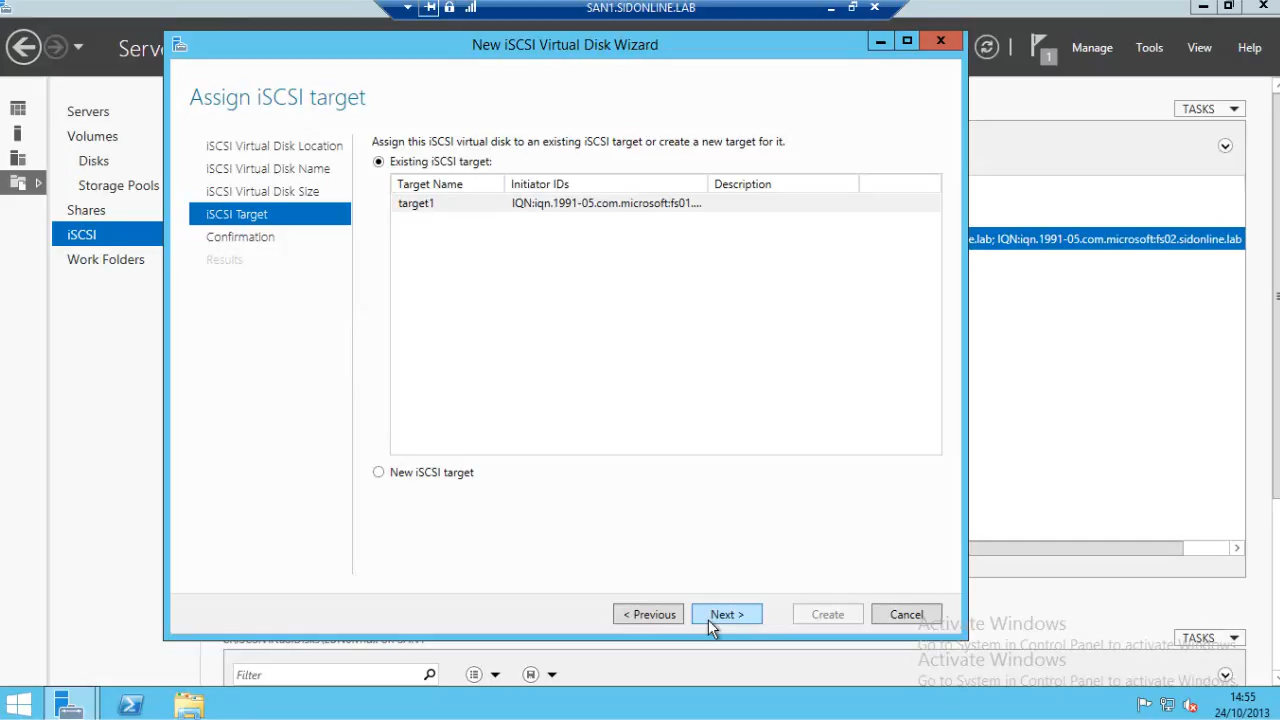 SAN1.SIDONLINE.LAB
New iSCSI Virtual Disk Wizard
Serve
1
Manage
Tools
View
Help
Assign iSCSI target
Servers
Volumes
Disks
Storage Pools
Shares
iSCSI
Work Folders
iSCSI Virtual Disk Location
iSCSI Virtual Disk Name
iSCSI Virtual Disk Size
iSCSI Target
Confirmation
Results
Assign this iSCSI virtual disk to an existing iSCSI target or create a new target for it.
Existing iSCSI target:
Target Name Initiator IDs Description
target1 IQN:iqn.1991-05.com.microsoft:fs01....
New iSCSI target
TASKS
e.lab; IQN:iqn.1991-05.com.microsoft:fs02.sidonline.lab
< Previous
Next >
Create
Cancel
Activate Windows
Go to System in Control Panel to activate Windows.
TASKS
Activate Windows
Go to System in Control Panel to activate Windows.
Filter
14:55
24/10/2013